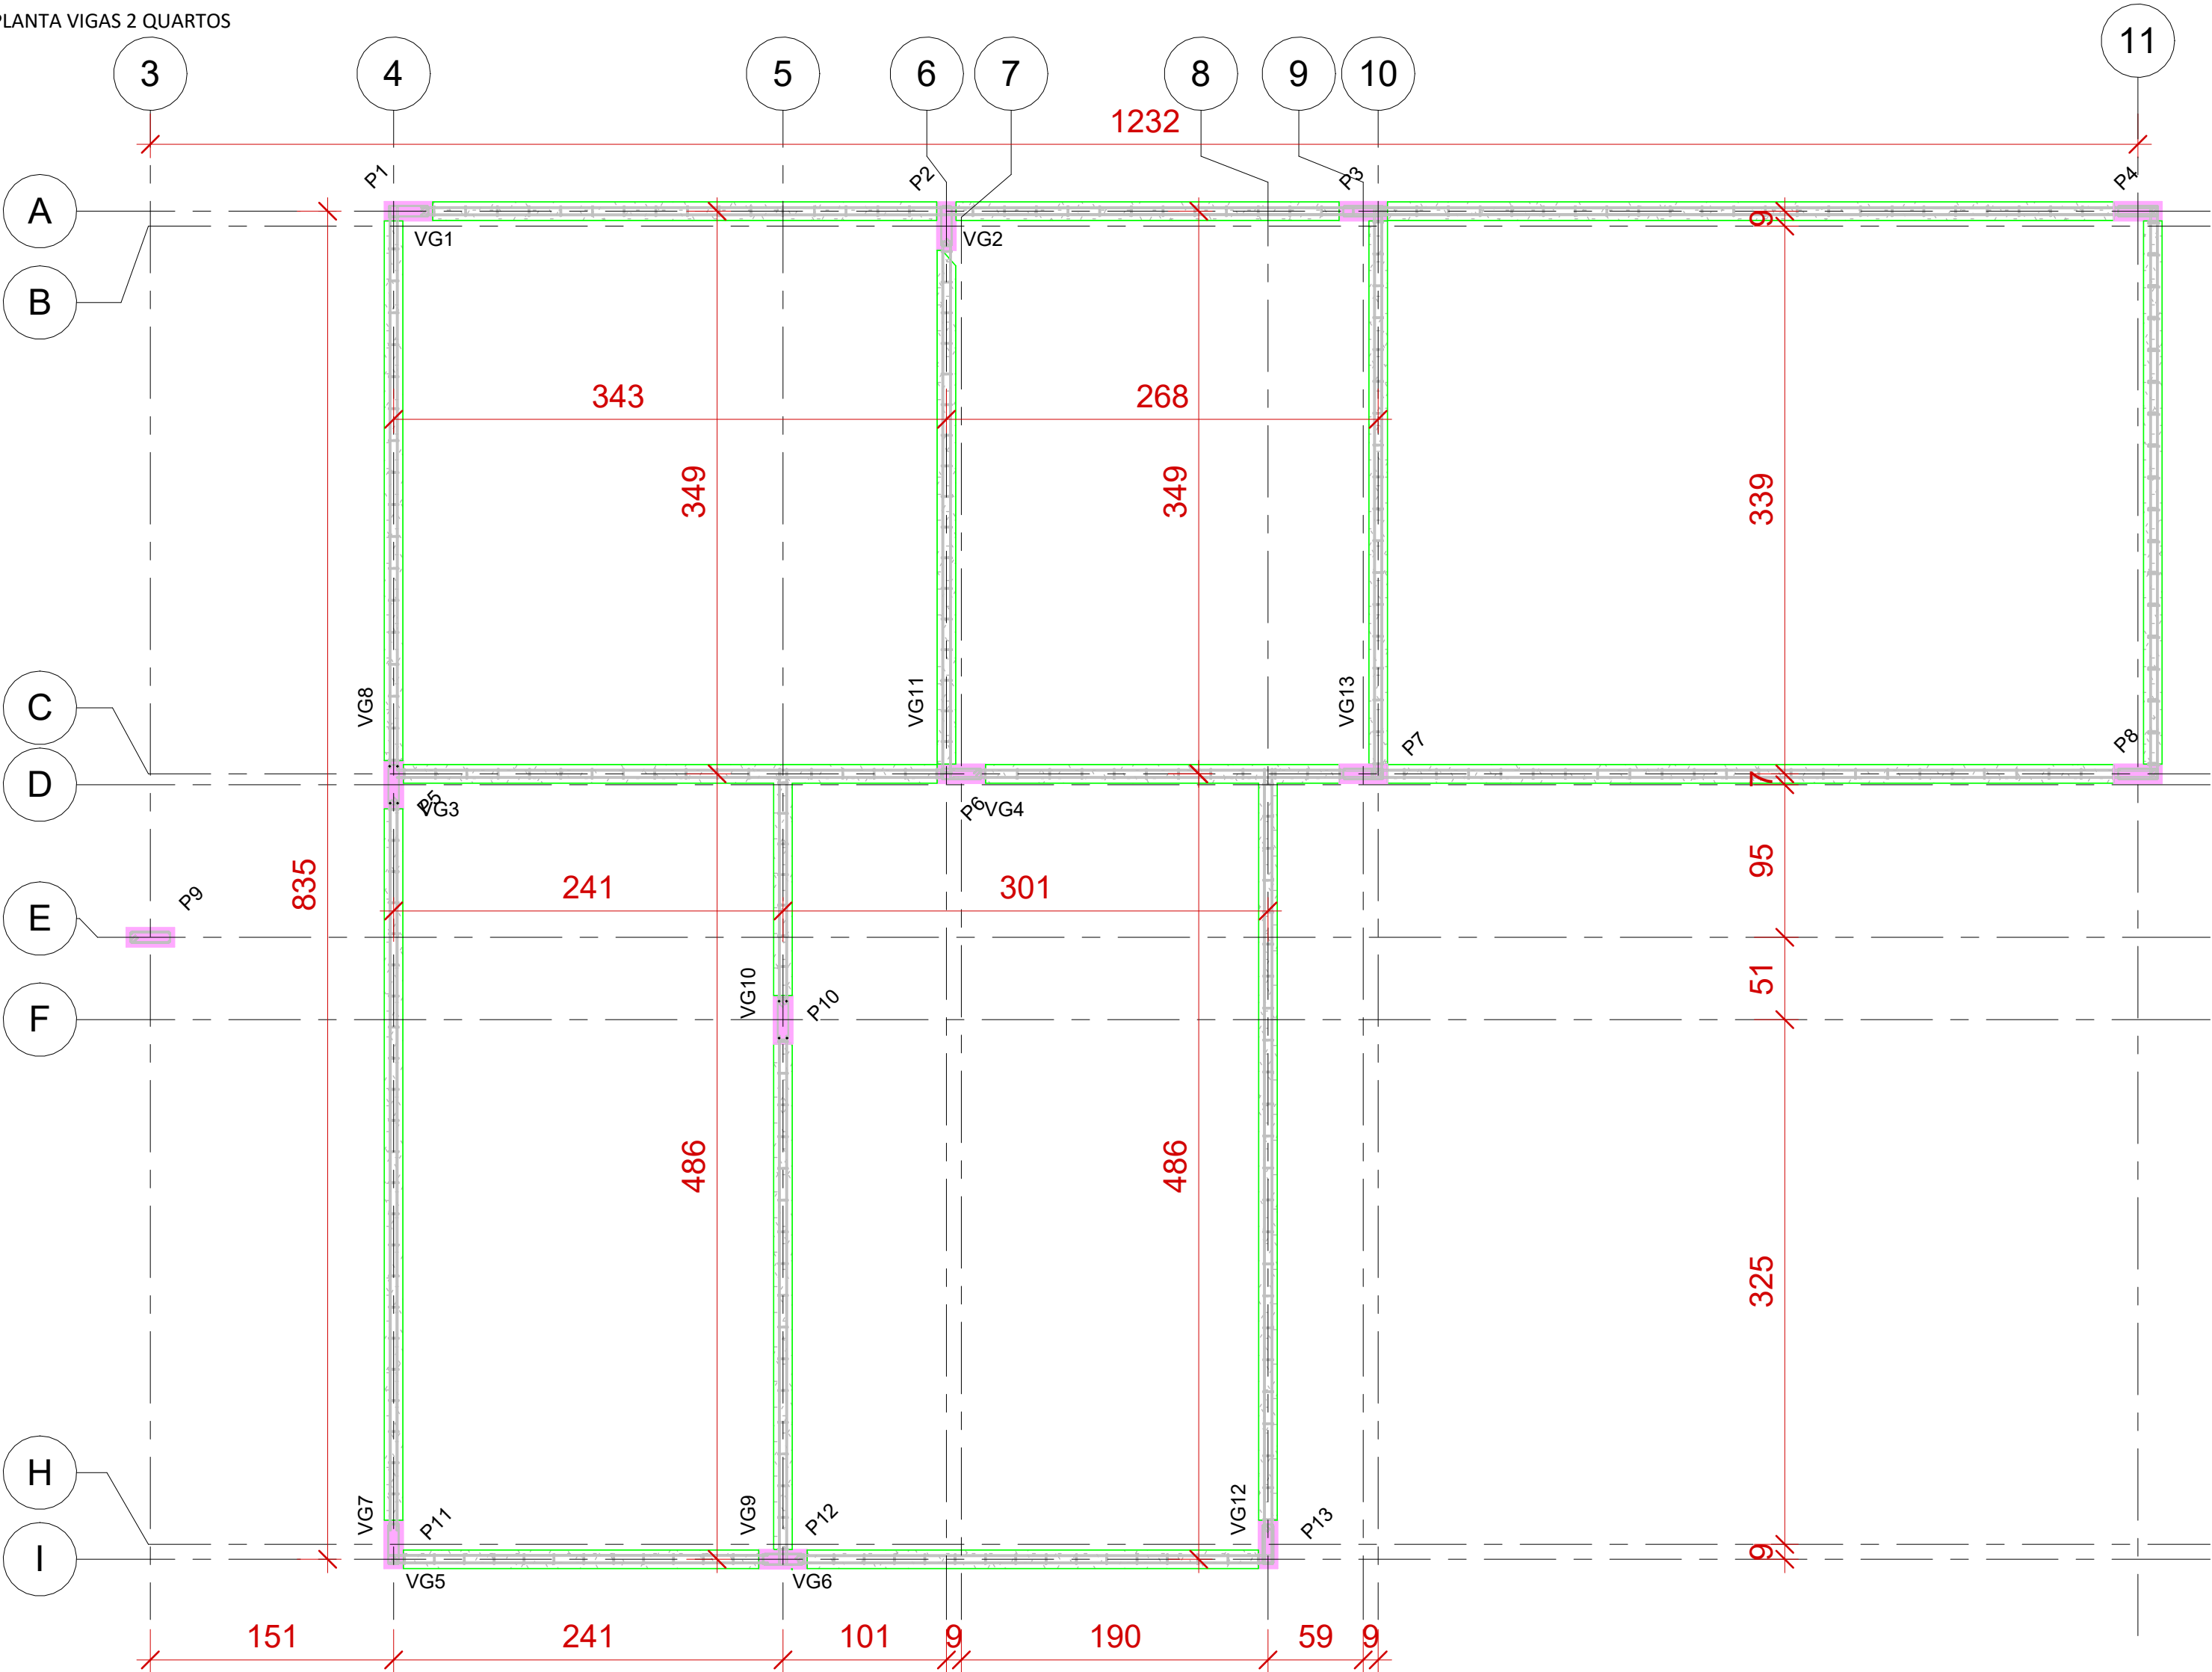 PLANTA VIGAS 2 QUARTOS
3 4 5 6 7 8 9 10 11
1232
P1 P2 P3 P4
A
9
VG1 VG2
B
343 268
349 349 339
VG8 VG11 VG13
C
P7 P8
D
7
P5 VG3 P6 VG4
835
241 301 95
P9
E
VG10 P10 51
F
486 486
325
H
VG7 P11 VG9 P12 VG12 P13
I
9
VG5 VG6
151 241 101 9 190 59 9